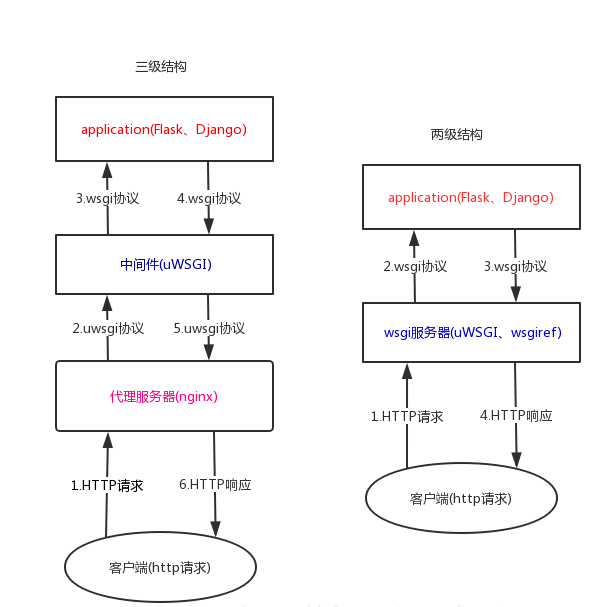 三级结构
application(Flask、Django)
3.wsgi协议
4.wsgi协议
中间件(uWSGI)
2.uwsgi协议
5.uwsgi协议
代理服务器(nginx)
1.HTTP请求
6.HTTP响应
客户端(http请求)
两级结构
application(Flask、Django)
2.wsgi协议
3.wsgi协议
wsgi服务器(uWSGI、wsgiref)
1.HTTP请求
4.HTTP响应
客户端(http请求)